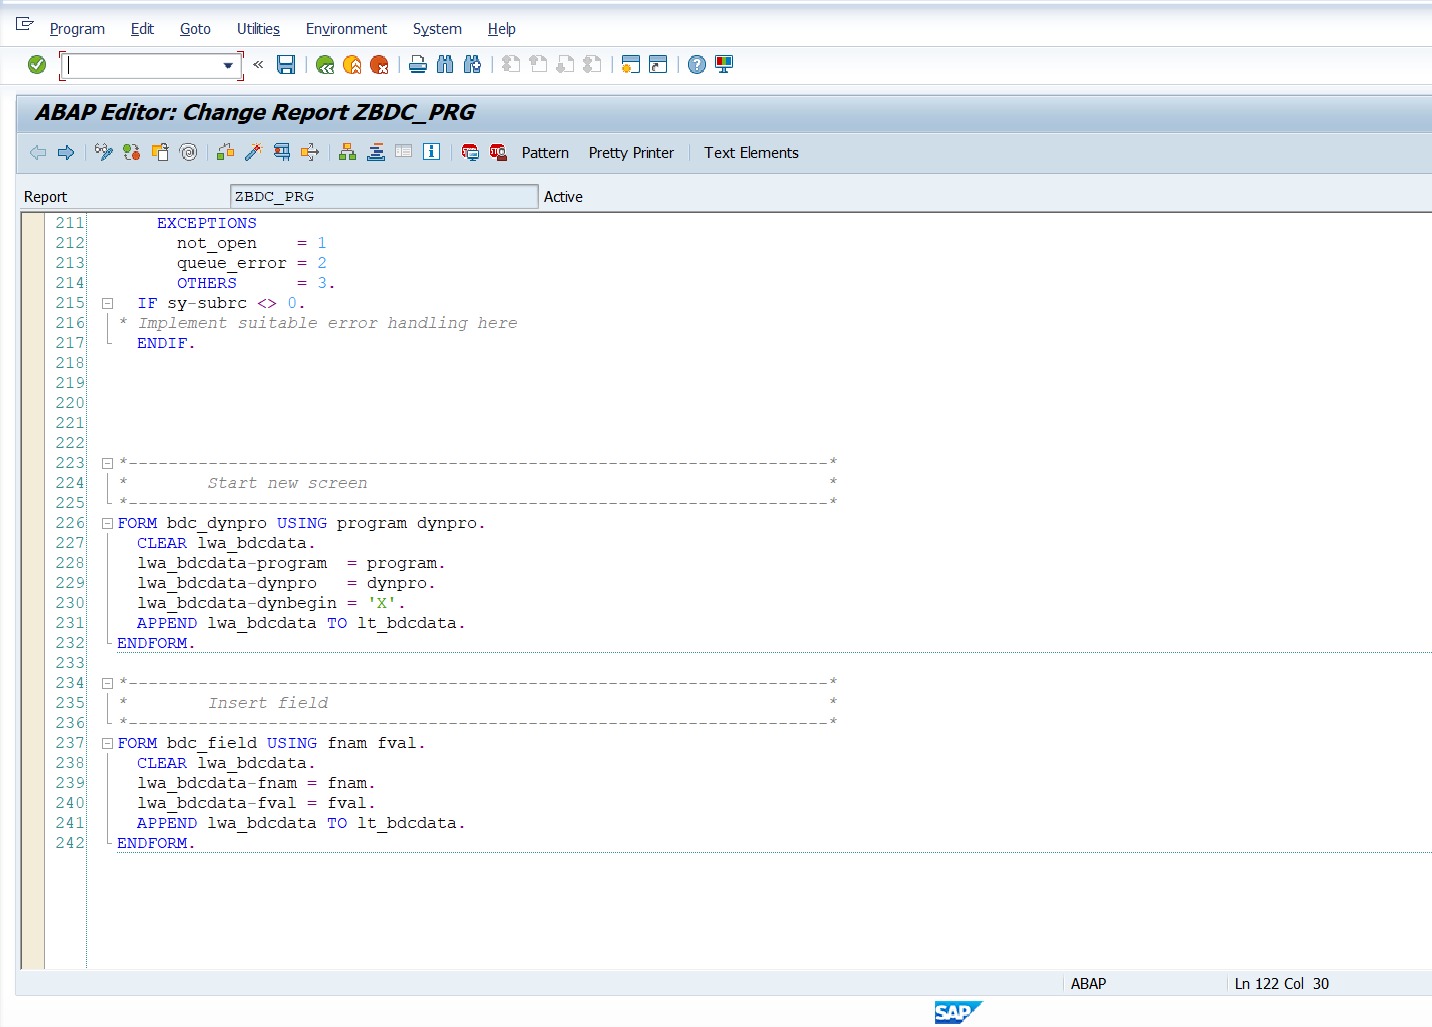 Program Edit Goto Utilities Environment System Help
«
ABAP Editor: Change Report ZBDC_PRG
Pattern Pretty Printer Text Elements
Report ZBDC_PRG Active
211 EXCEPTIONS
212 not_open = 1
213 queue_error = 2
214 OTHERS = 3.
215 IF sy-subrc <> 0.
216 * Implement suitable error handling here
217 ENDIF.
218
219
220
221
222
223 *----------------------------------------------------------------------*
224 * Start new screen *
225 *----------------------------------------------------------------------*
226 FORM bdc_dynpro USING program dynpro.
227 CLEAR lwa_bdcdata.
228 lwa_bdcdata-program = program.
229 lwa_bdcdata-dynpro = dynpro.
230 lwa_bdcdata-dynbegin = 'X'.
231 APPEND lwa_bdcdata TO lt_bdcdata.
232 ENDFORM.
233
234 *----------------------------------------------------------------------*
235 * Insert field *
236 *----------------------------------------------------------------------*
237 FORM bdc_field USING fnam fval.
238 CLEAR lwa_bdcdata.
239 lwa_bdcdata-fnam = fnam.
240 lwa_bdcdata-fval = fval.
241 APPEND lwa_bdcdata TO lt_bdcdata.
242 ENDFORM.
ABAP Ln 122 Col 30
SAP